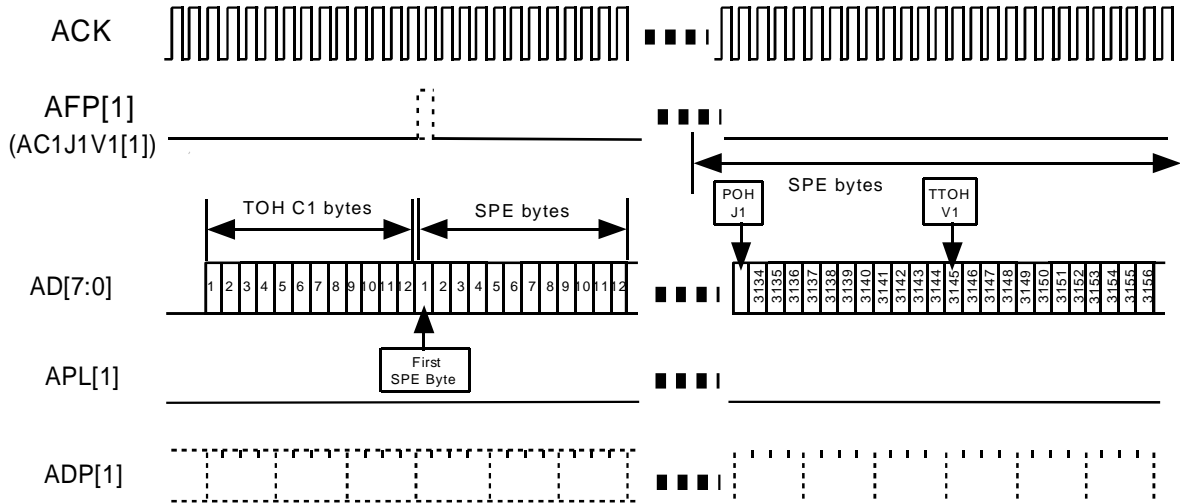 ACK
AFP[1]
(AC1J1V1[1])
SPE bytes
POH
J1
TTOH
V1
TOH C1 bytes
SPE bytes
AD[7:0]
1 2 3 4 5 6 7 8 9 10 11 12 1 2 3 4 5 6 7 8 9 10 11 12
3134 3135 3136 3137 3138 3139 3140 3141 3142 3143 3144 3145 3146 3147 3148 3149 3150 3151 3152 3153 3154 3155 3156
First
SPE Byte
APL[1]
ADP[1]